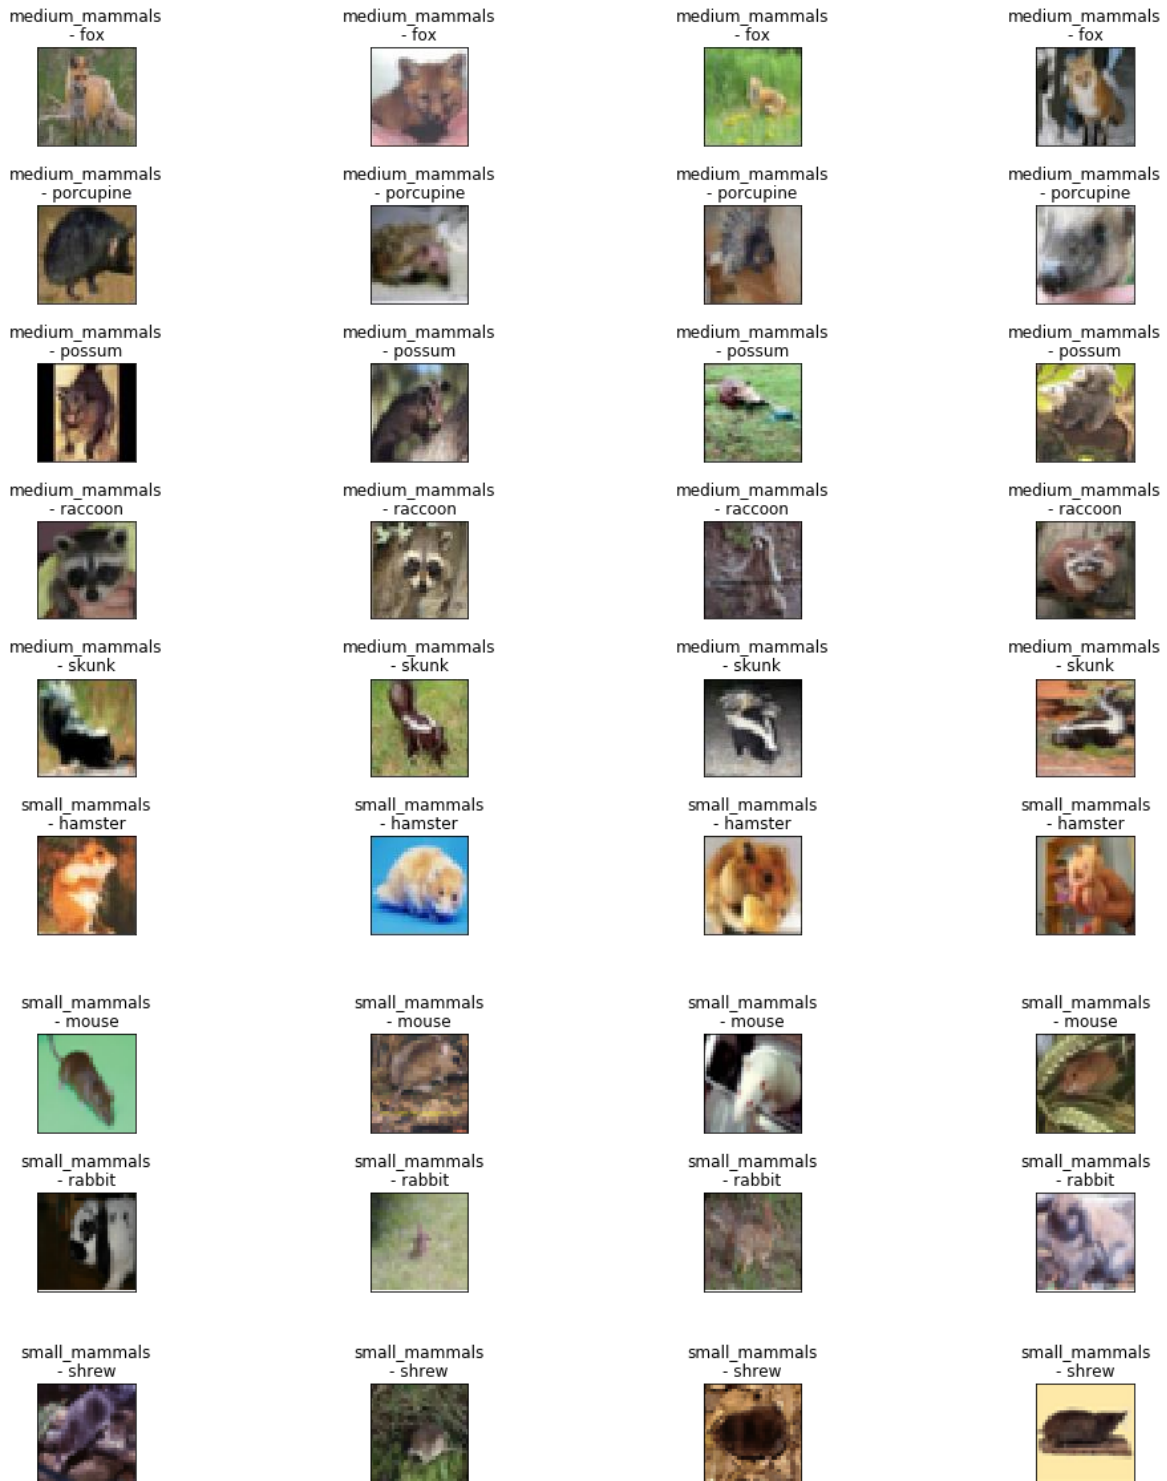 medium_mammals medium_mammals medium_mammals medium_mammals
- fox - fox - fox - fox
medium_mammals medium_mammals medium_mammals medium_mammals
- porcupine - porcupine - porcupine - porcupine
medium_mammals medium_mammals medium_mammals medium_mammals
- possum - possum - possum - possum
medium_mammals medium_mammals medium_mammals medium_mammals
- raccoon - raccoon - raccoon - raccoon
medium_mammals medium_mammals medium_mammals medium_mammals
- skunk - skunk - skunk - skunk
small_mammals small_mammals small_mammals small_mammals
- hamster - hamster - hamster - hamster
small_mammals small_mammals small_mammals small_mammals
- mouse - mouse - mouse - mouse
small_mammals small_mammals small_mammals small_mammals
- rabbit - rabbit - rabbit - rabbit
small_mammals small_mammals small_mammals small_mammals
- shrew - shrew - shrew - shrew